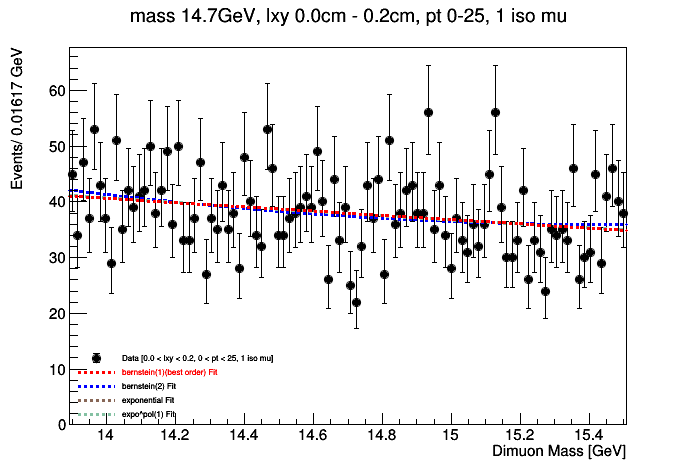 mass 14.7GeV, lxy 0.0cm - 0.2cm, pt 0-25, 1 iso mu
Events/ 0.01617 GeV
60
50
40
30
20
10
0
Data [0.0 < lxy < 0.2, 0 < pt < 25, 1 iso mu]
bernstein(1)(best order) Fit
bernstein(2) Fit
exponential Fit
expo*pol(1) Fit
14 14.2 14.4 14.6 14.8 15 15.2 15.4
Dimuon Mass [GeV]